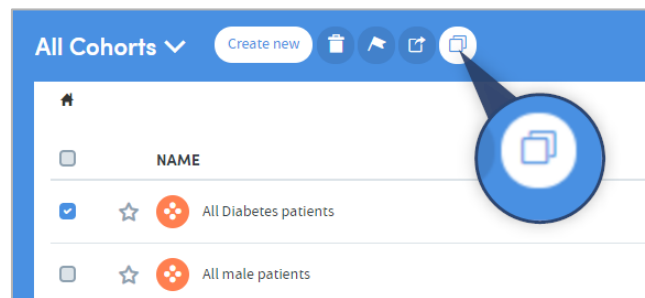 All Cohorts
Create new
NAME
All Diabetes patients
All male patients